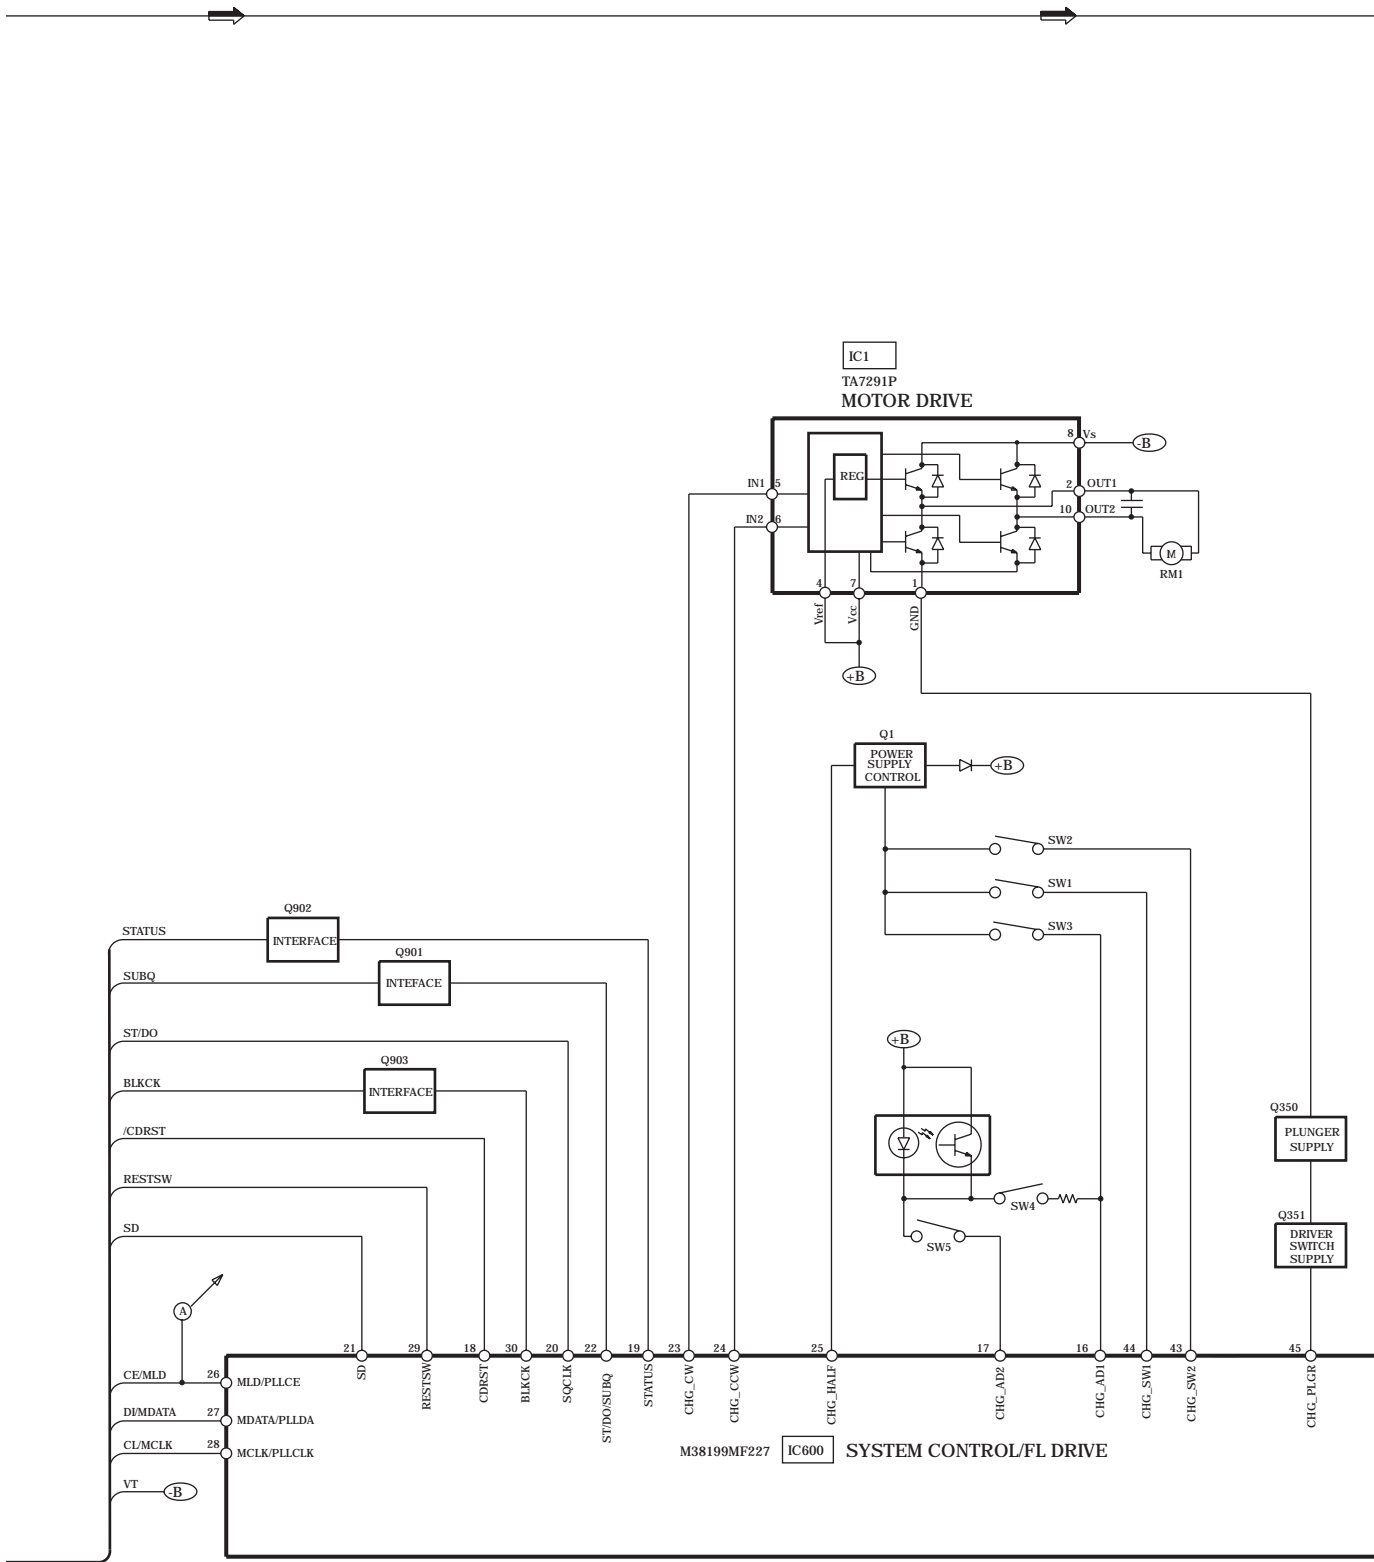 IC1
TA7291P
MOTOR DRIVE
8 Vs
-B
REG
IN1 5
2 OUT1
IN2 6
10 OUT2
M
RM1
4
7
1
Vref
Vcc
GND
+B
Q1
POWER
SUPPLY
CONTROL
+B
SW2
SW1
SW3
Q902
STATUS
INTERFACE
Q901
SUBQ
INTEFACE
ST/DO
+B
Q903
BLKCK
INTERFACE
Q350
PLUNGER
SUPPLY
/CDRST
RESTSW
SW4
Q351
SD
DRIVER
SWITCH
SUPPLY
SW5
A
21
29
18
30
20
22
19
23
24
25
17
16
44
43
45
SD
RESTSW
CDRST
BLKCK
SQCLK
ST/DO/SUBQ
STATUS
CHG_CW
CHG_CCW
CHG_HALF
CHG_AD2
CHG_AD1
CHG_SW1
CHG_SW2
CHG_PLGR
CE/MLD 26 MLD/PLLCE
DI/MDATA 27 MDATA/PLLDA
CL/MCLK 28 MCLK/PLLCLK
M38199MF227 IC600 SYSTEM CONTROL/FL DRIVE
VT -B